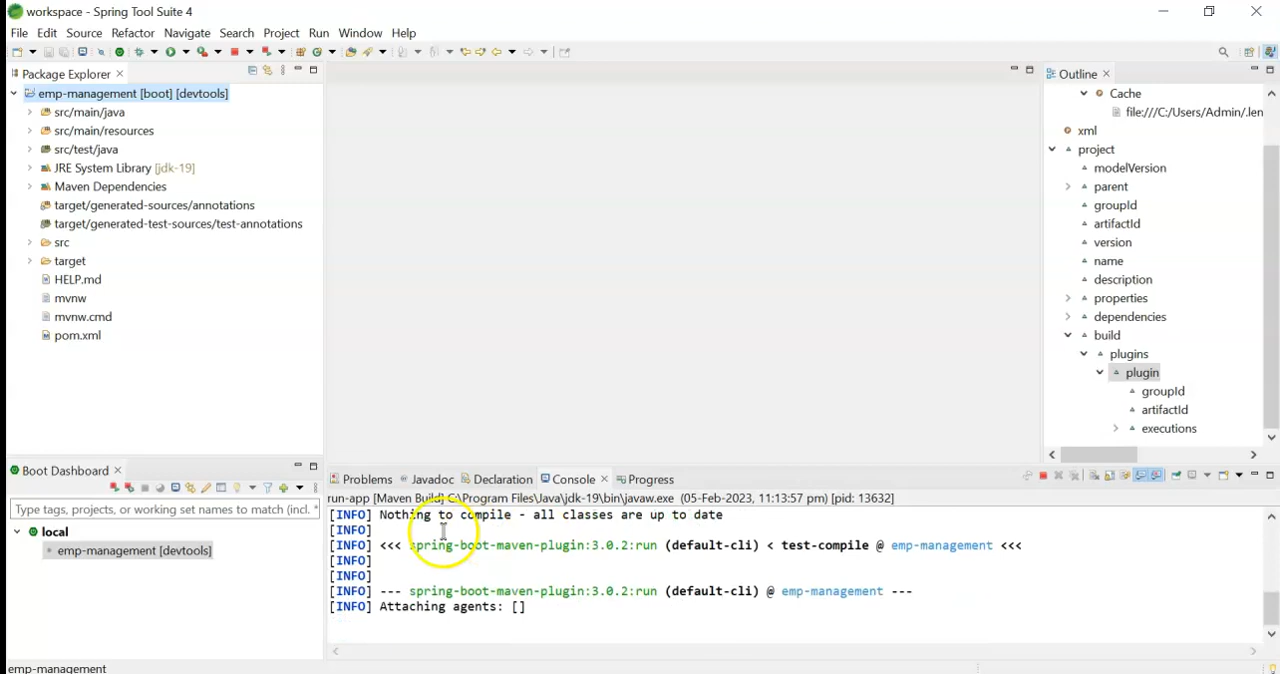 workspace - Spring Tool Suite 4
File Edit Source Refactor Navigate Search Project Run Window Help
Package Explorer
emp-management [boot] [devtools]
src/main/java
src/main/resources
src/test/java
JRE System Library [jdk-19]
Maven Dependencies
target/generated-sources/annotations
target/generated-test-sources/test-annotations
src
target
HELP.md
mvnw
mvnw.cmd
pom.xml
Outline
Cache
file:///C:/Users/Admin/.len
xml
project
modelVersion
parent
groupId
artifactId
version
name
description
properties
dependencies
build
plugins
plugin
groupId
artifactId
executions
Boot Dashboard
Type tags, projects, or working set names to match (incl. *
local
emp-management [devtools]
Problems Javadoc Declaration Console Progress
run-app [Maven Build] C:\Program Files\Java\jdk-19\bin\javaw.exe (05-Feb-2023, 11:13:57 pm) [pid: 13632]
[INFO] Nothing to compile - all classes are up to date
[INFO]
[INFO] <<< spring-boot-maven-plugin:3.0.2:run (default-cli) < test-compile @ emp-management <<<
[INFO]
[INFO]
[INFO] --- spring-boot-maven-plugin:3.0.2:run (default-cli) @ emp-management ---
[INFO] Attaching agents: []
emp-management